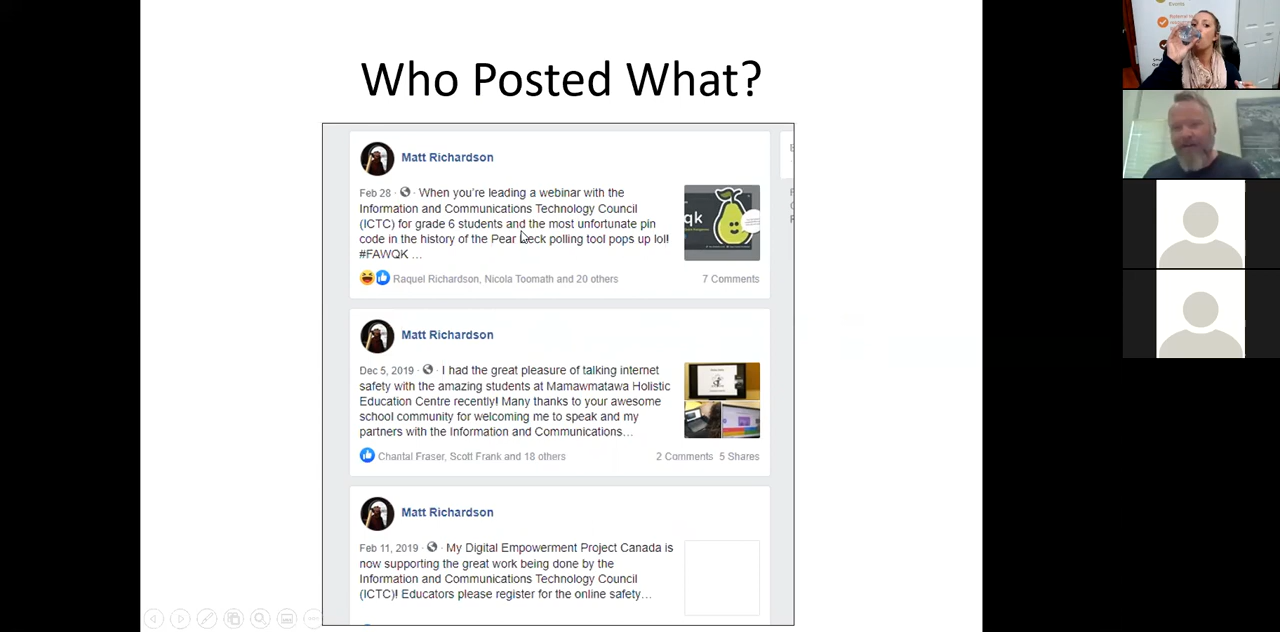 Who Posted What?
Matt Richardson
Feb 28 · When you're leading a webinar with the
Information and Communications Technology Council
(ICTC) for grade 6 students and the most unfortunate pin
code in the history of the Pear Deck polling tool pops up lol!
#FAWQK ...
qk
Raquel Richardson, Nicola Toomath and 20 others
7 Comments
Matt Richardson
Dec 5, 2019 · I had the great pleasure of talking internet
safety with the amazing students at Mamawmatawa Holistic
Education Centre recently! Many thanks to your awesome
school community for welcoming me to speak and my
partners with the Information and Communications...
Chantal Fraser, Scott Frank and 18 others
2 Comments 5 Shares
Matt Richardson
Feb 11, 2019 · My Digital Empowerment Project Canada is
now supporting the great work being done by the
Information and Communications Technology Council
(ICTC)! Educators please register for the online safety...
Events
Referral